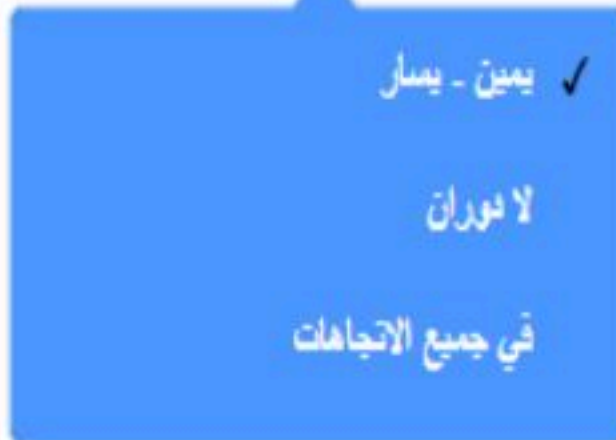 ✓ يمين - يسار
لا دوران
في جميع الاتجاهات